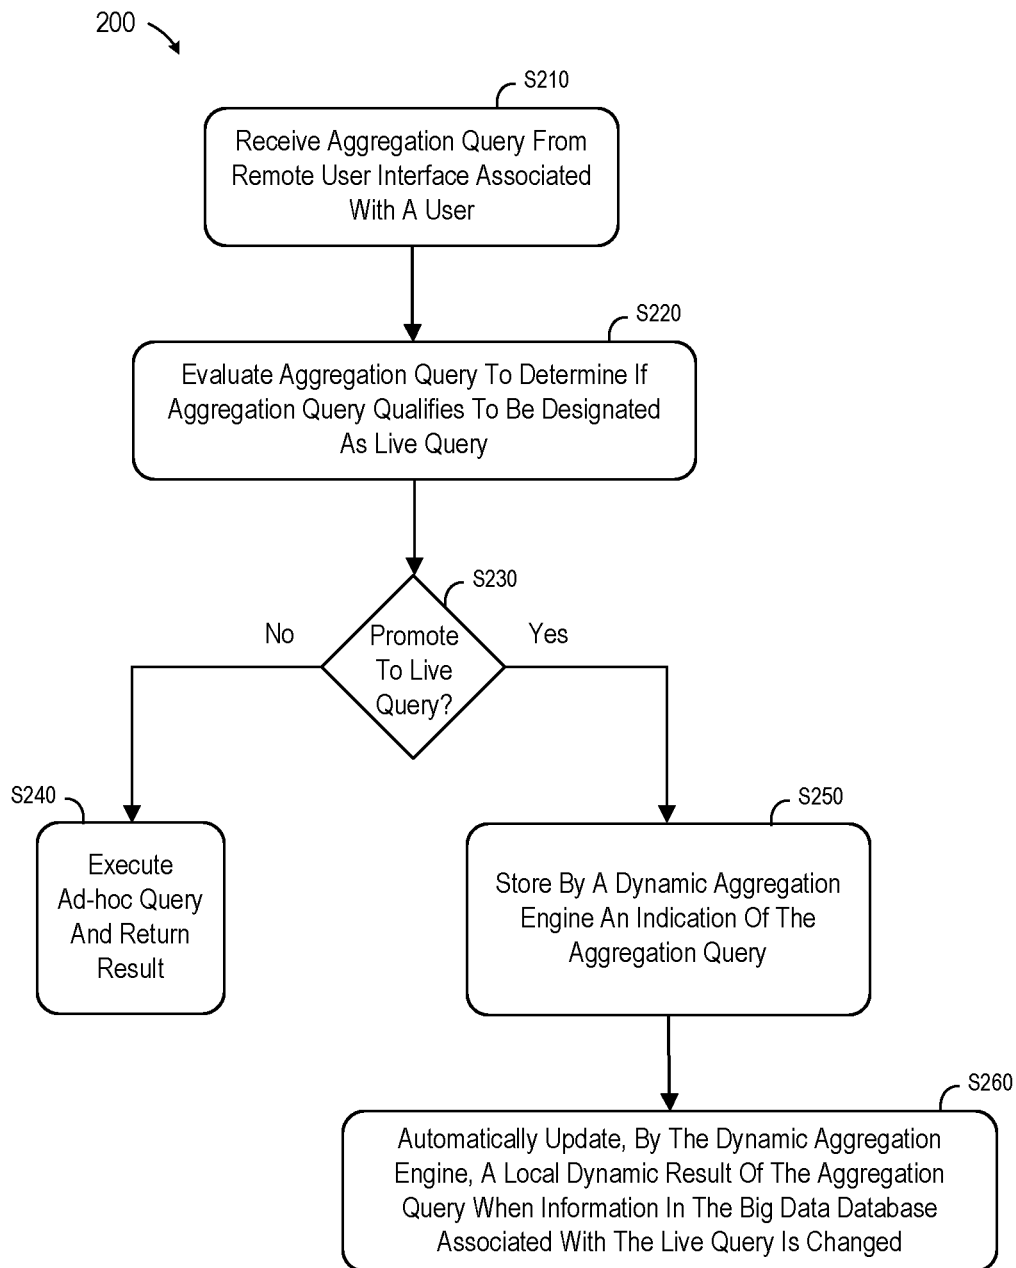 200
S210
Receive Aggregation Query From
Remote User Interface Associated
With A User
S220
Evaluate Aggregation Query To Determine If
Aggregation Query Qualifies To Be Designated
As Live Query
S230
No
Yes
Promote
To Live
Query?
S240
Execute
Ad-hoc Query
And Return
Result
S250
Store By A Dynamic Aggregation
Engine An Indication Of The
Aggregation Query
S260
Automatically Update, By The Dynamic Aggregation
Engine, A Local Dynamic Result Of The Aggregation
Query When Information In The Big Data Database
Associated With The Live Query Is Changed